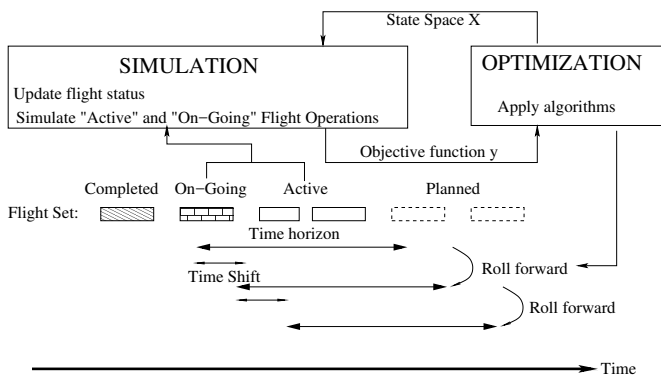 State Space X
SIMULATION
Update flight status
Simulate "Active" and "On-Going" Flight Operations
OPTIMIZATION
Apply algorithms
Objective function y
Completed
On-Going
Active
Planned
Flight Set:
Time horizon
Time Shift
Roll forward
Roll forward
Time